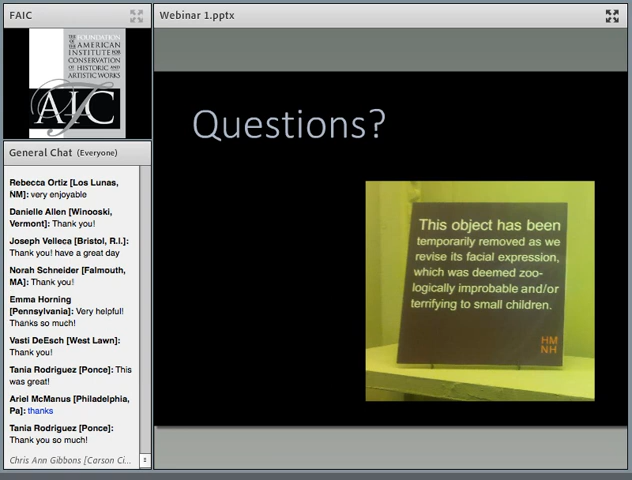 FAIC
Webinar 1.pptx
THE FOUNDATION
OF THE AMERICAN
INSTITUTE FOR
CONSERVATION
OF HISTORIC AND
ARTISTIC WORKS
AIC
General Chat (Everyone)
Rebecca Ortiz [Los Lunas,
NM]: very enjoyable
Danielle Allen [Winooski,
Vermont]: Thank you!
Joseph Velleca [Bristol, R.I.]:
Thank you! have a great day
Norah Schneider [Falmouth,
MA]: Thank you!
Emma Horning
[Pennsylvania]: Very helpful!
Thanks so much!
Vasti DeEsch [West Lawn]:
Thank you!
Tania Rodriguez [Ponce]: This
was great!
Ariel McManus [Philadelphia,
Pa]: thanks
Tania Rodriguez [Ponce]:
Thank you so much!
Chris Ann Gibbons [Carson Ci...
Questions?
This object has been
temporarily removed as we
revise its facial expression,
which was deemed zoo-
logically improbable and/or
terrifying to small children.
HM
NH